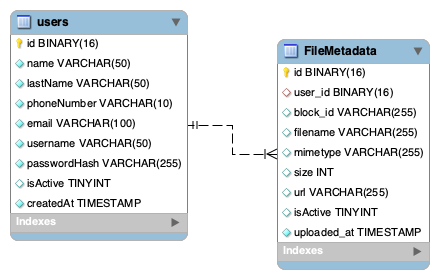 users
id BINARY(16)
name VARCHAR(50)
lastName VARCHAR(50)
phoneNumber VARCHAR(10)
email VARCHAR(100)
username VARCHAR(50)
passwordHash VARCHAR(255)
isActive TINYINT
createdAt TIMESTAMP
Indexes
FileMetadata
id BINARY(16)
user_id BINARY(16)
block_id VARCHAR(255)
filename VARCHAR(255)
mimetype VARCHAR(255)
size INT
url VARCHAR(255)
isActive TINYINT
uploaded_at TIMESTAMP
Indexes